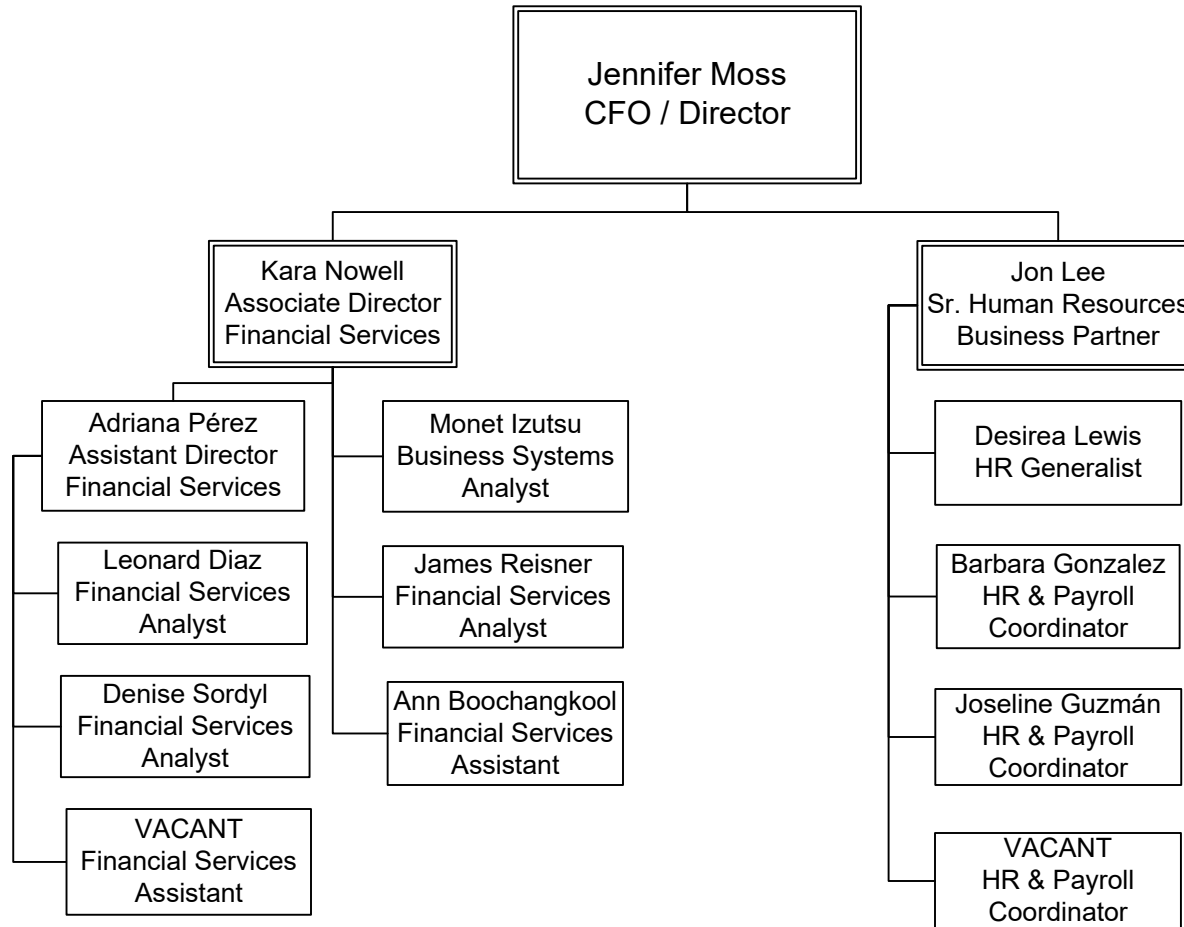 Jennifer Moss
CFO / Director
Kara Nowell
Associate Director
Financial Services
Jon Lee
Sr. Human Resources
Business Partner
Adriana Pérez
Assistant Director
Financial Services
Monet Izutsu
Business Systems
Analyst
Desirea Lewis
HR Generalist
Leonard Diaz
Financial Services
Analyst
James Reisner
Financial Services
Analyst
Barbara Gonzalez
HR & Payroll
Coordinator
Denise Sordyl
Financial Services
Analyst
Ann Boochangkool
Financial Services
Assistant
Joseline Guzmán
HR & Payroll
Coordinator
VACANT
Financial Services
Assistant
VACANT
HR & Payroll
Coordinator